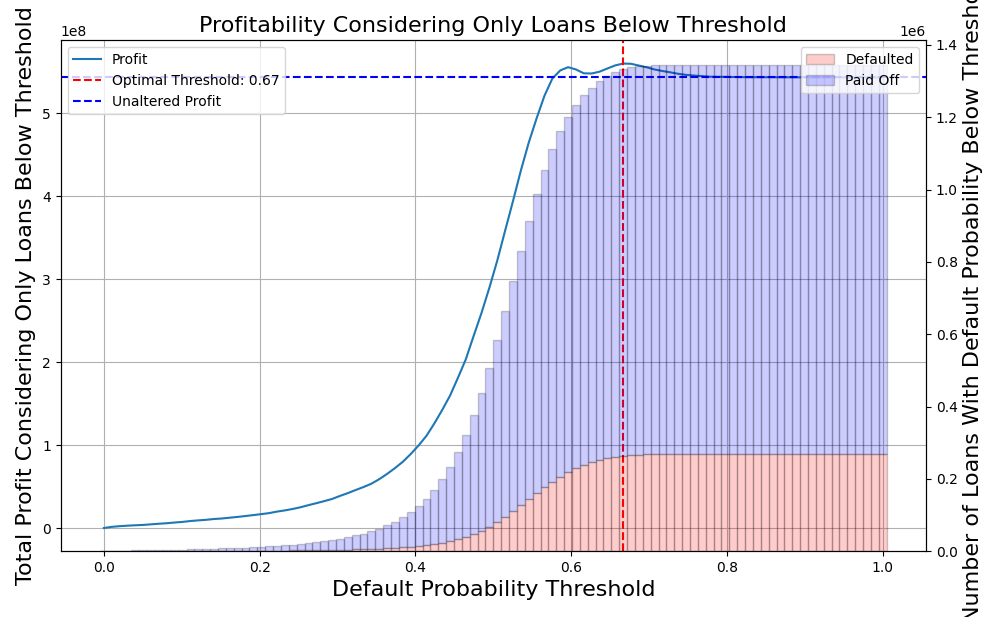 Profitability Considering Only Loans Below Threshold
1e8
1e6
Profit
Optimal Threshold: 0.67
Unaltered Profit
Defaulted
Paid Off
Total Profit Considering Only Loans Below Threshold
5
4
3
2
1
0
1.4
1.2
1.0
0.8
0.6
0.4
0.2
0.0
Number of Loans With Default Probability Below Thresho
0.0 0.2 0.4 0.6 0.8 1.0
Default Probability Threshold